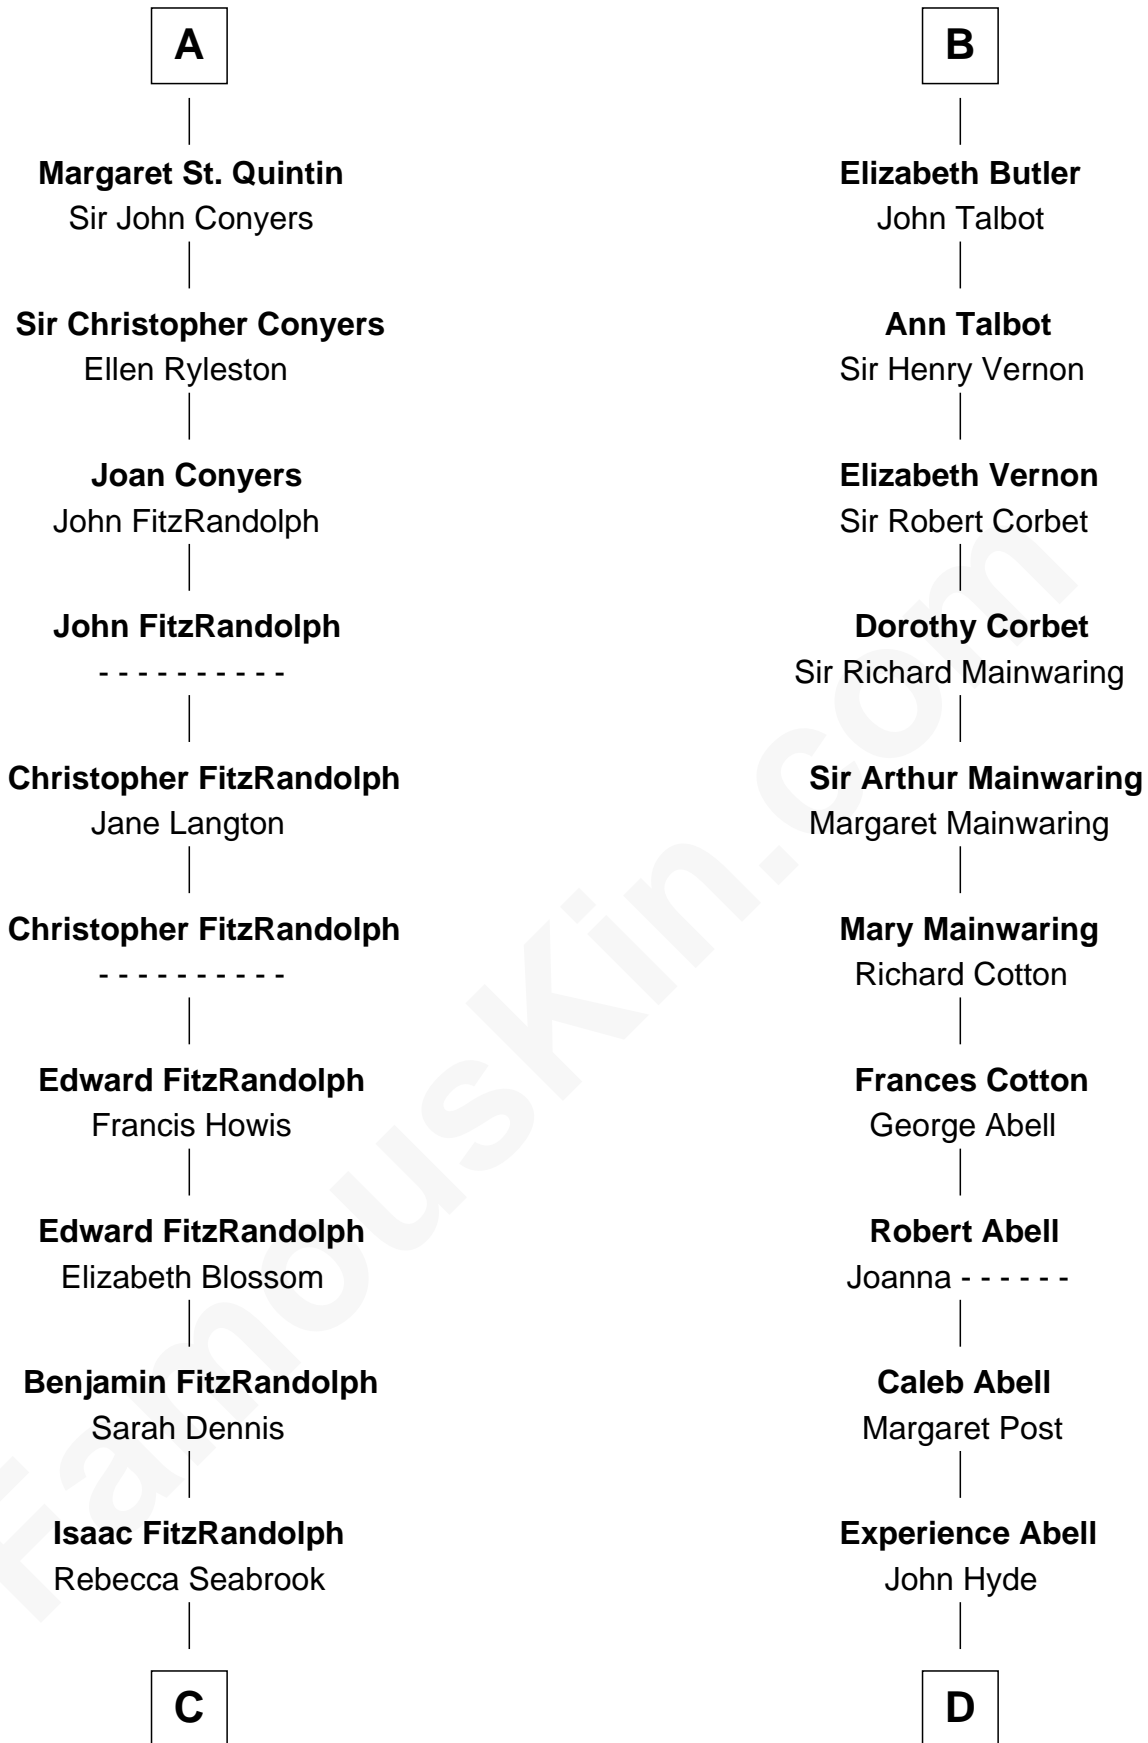 A
Margaret St. Quintin
Sir John Conyers
Sir Christopher Conyers
Ellen Ryleston
Joan Conyers
John FitzRandolph
John FitzRandolph
- - - - - - - - - -
Christopher FitzRandolph
Jane Langton
Christopher FitzRandolph
- - - - - - - - - -
Edward FitzRandolph
Francis Howis
Edward FitzRandolph
Elizabeth Blossom
Benjamin FitzRandolph
Sarah Dennis
Isaac FitzRandolph
Rebecca Seabrook
C
B
Elizabeth Butler
John Talbot
Ann Talbot
Sir Henry Vernon
Elizabeth Vernon
Sir Robert Corbet
Dorothy Corbet
Sir Richard Mainwaring
Sir Arthur Mainwaring
Margaret Mainwaring
Mary Mainwaring
Richard Cotton
Frances Cotton
George Abell
Robert Abell
Joanna - - - - - -
Caleb Abell
Margaret Post
Experience Abell
John Hyde
D
FamousKin.com